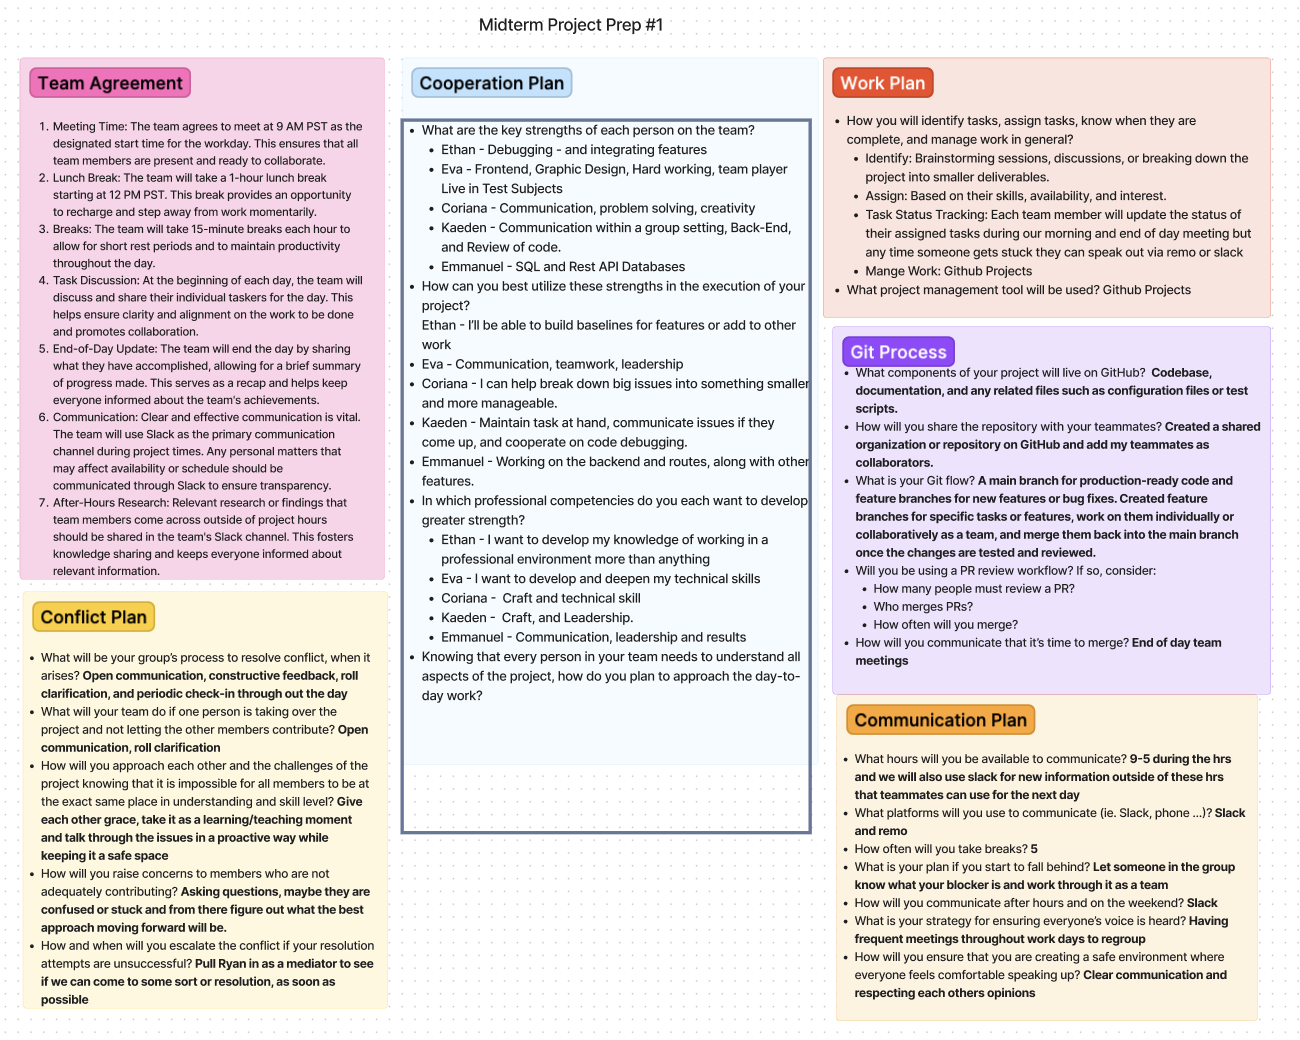 Midterm Project Prep #1
Team Agreement
1. Meeting Time: The team agrees to meet at 9 AM PST as the
designated start time for the workday. This ensures that all
team members are present and ready to collaborate.
2. Lunch Break: The team will take a 1-hour lunch break
starting at 12 PM PST. This break provides an opportunity
to recharge and step away from work momentarily.
3. Breaks: The team will take 15-minute breaks each hour to
allow for short rest periods and to maintain productivity
throughout the day.
4. Task Discussion: At the beginning of each day, the team will
discuss and share their individual taskers for the day. This
helps ensure clarity and alignment on the work to be done
and promotes collaboration.
5. End-of-Day Update: The team will end the day by sharing
what they have accomplished, allowing for a brief summary
of progress made. This serves as a recap and helps keep
everyone informed about the team's achievements.
6. Communication: Clear and effective communication is vital.
The team will use Slack as the primary communication
channel during project times. Any personal matters that
may affect availability or schedule should be
communicated through Slack to ensure transparency.
7. After-Hours Research: Relevant research or findings that
team members come across outside of project hours
should be shared in the team's Slack channel. This fosters
knowledge sharing and keeps everyone informed about
relevant information.
Conflict Plan
• What will be your group's process to resolve conflict, when it
arises? Open communication, constructive feedback, roll
clarification, and periodic check-in through out the day
• What will your team do if one person is taking over the
project and not letting the other members contribute? Open
communication, roll clarification
• How will you approach each other and the challenges of the
project knowing that it is impossible for all members to be at
the exact same place in understanding and skill level? Give
each other grace, take it as a learning/teaching moment
and talk through the issues in a proactive way while
keeping it a safe space
• How will you raise concerns to members who are not
adequately contributing? Asking questions, maybe they are
confused or stuck and from there figure out what the best
approach moving forward will be.
• How and when will you escalate the conflict if your resolution
attempts are unsuccessful? Pull Ryan in as a mediator to see
if we can come to some sort or resolution, as soon as
possible
Cooperation Plan
• What are the key strengths of each person on the team?
• Ethan - Debugging - and integrating features
• Eva - Frontend, Graphic Design, Hard working, team player
Live in Test Subjects
• Coriana - Communication, problem solving, creativity
• Kaeden - Communication within a group setting, Back-End,
and Review of code.
• Emmanuel - SQL and Rest API Databases
• How can you best utilize these strengths in the execution of your
project?
Ethan - I'll be able to build baselines for features or add to other
work
• Eva - Communication, teamwork, leadership
• Coriana - I can help break down big issues into something smaller
and more manageable.
• Kaeden - Maintain task at hand, communicate issues if they
come up, and cooperate on code debugging.
• Emmanuel - Working on the backend and routes, along with other
features.
• In which professional competencies do you each want to develop
greater strength?
• Ethan - I want to develop my knowledge of working in a
professional environment more than anything
• Eva - I want to develop and deepen my technical skills
• Coriana - Craft and technical skill
• Kaeden - Craft, and Leadership.
• Emmanuel - Communication, leadership and results
• Knowing that every person in your team needs to understand all
aspects of the project, how do you plan to approach the day-to-
day work?
Work Plan
• How you will identify tasks, assign tasks, know when they are
complete, and manage work in general?
• Identify: Brainstorming sessions, discussions, or breaking down the
project into smaller deliverables.
• Assign: Based on their skills, availability, and interest.
• Task Status Tracking: Each team member will update the status of
their assigned tasks during our morning and end of day meeting but
any time someone gets stuck they can speak out via remo or slack
• Mange Work: Github Projects
• What project management tool will be used? Github Projects
Git Process
• What components of your project will live on GitHub? Codebase,
documentation, and any related files such as configuration files or test
scripts.
• How will you share the repository with your teammates? Created a shared
organization or repository on GitHub and add my teammates as
collaborators.
• What is your Git flow? A main branch for production-ready code and
feature branches for new features or bug fixes. Created feature
branches for specific tasks or features, work on them individually or
collaboratively as a team, and merge them back into the main branch
once the changes are tested and reviewed.
• Will you be using a PR review workflow? If so, consider:
• How many people must review a PR?
• Who merges PRs?
• How often will you merge?
• How will you communicate that it's time to merge? End of day team
meetings
Communication Plan
• What hours will you be available to communicate? 9-5 during the hrs
and we will also use slack for new information outside of these hrs
that teammates can use for the next day
• What platforms will you use to communicate (ie. Slack, phone ...)? Slack
and remo
• How often will you take breaks? 5
• What is your plan if you start to fall behind? Let someone in the group
know what your blocker is and work through it as a team
• How will you communicate after hours and on the weekend? Slack
• What is your strategy for ensuring everyone's voice is heard? Having
frequent meetings throughout work days to regroup
• How will you ensure that you are creating a safe environment where
everyone feels comfortable speaking up? Clear communication and
respecting each others opinions